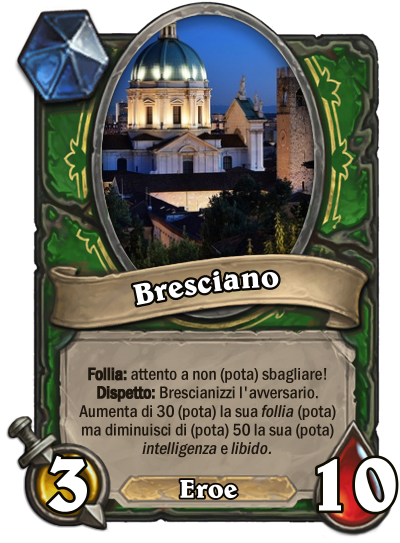 Bresciano
Follia: attento a non (pota) sbagliare!
Dispetto: Brescianizzi l'avversario.
Aumenta di 30 (pota) la sua follia (pota)
ma diminuisci di (pota) 50 la sua (pota)
intelligenza e libido.
3
Eroe
10